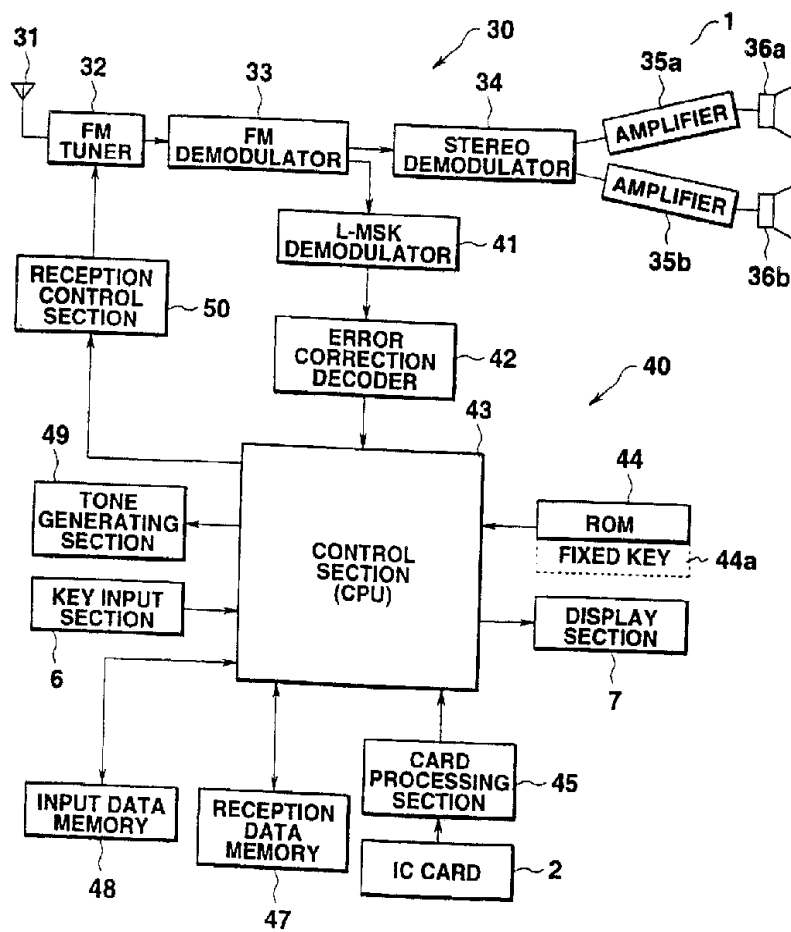 30
1
31
32
33
34
35a
36a
FM
TUNER
FM
DEMODULATOR
STEREO
DEMODULATOR
AMPLIFIER
AMPLIFIER
35b
36b
L-MSK
DEMODULATOR
41
RECEPTION
CONTROL
SECTION
50
ERROR
CORRECTION
DECODER
42
40
43
49
TONE
GENERATING
SECTION
CONTROL
SECTION
(CPU)
44
ROM
FIXED KEY
44a
KEY INPUT
SECTION
6
DISPLAY
SECTION
7
INPUT DATA
MEMORY
48
RECEPTION
DATA
MEMORY
47
CARD
PROCESSING
SECTION
45
IC CARD
2